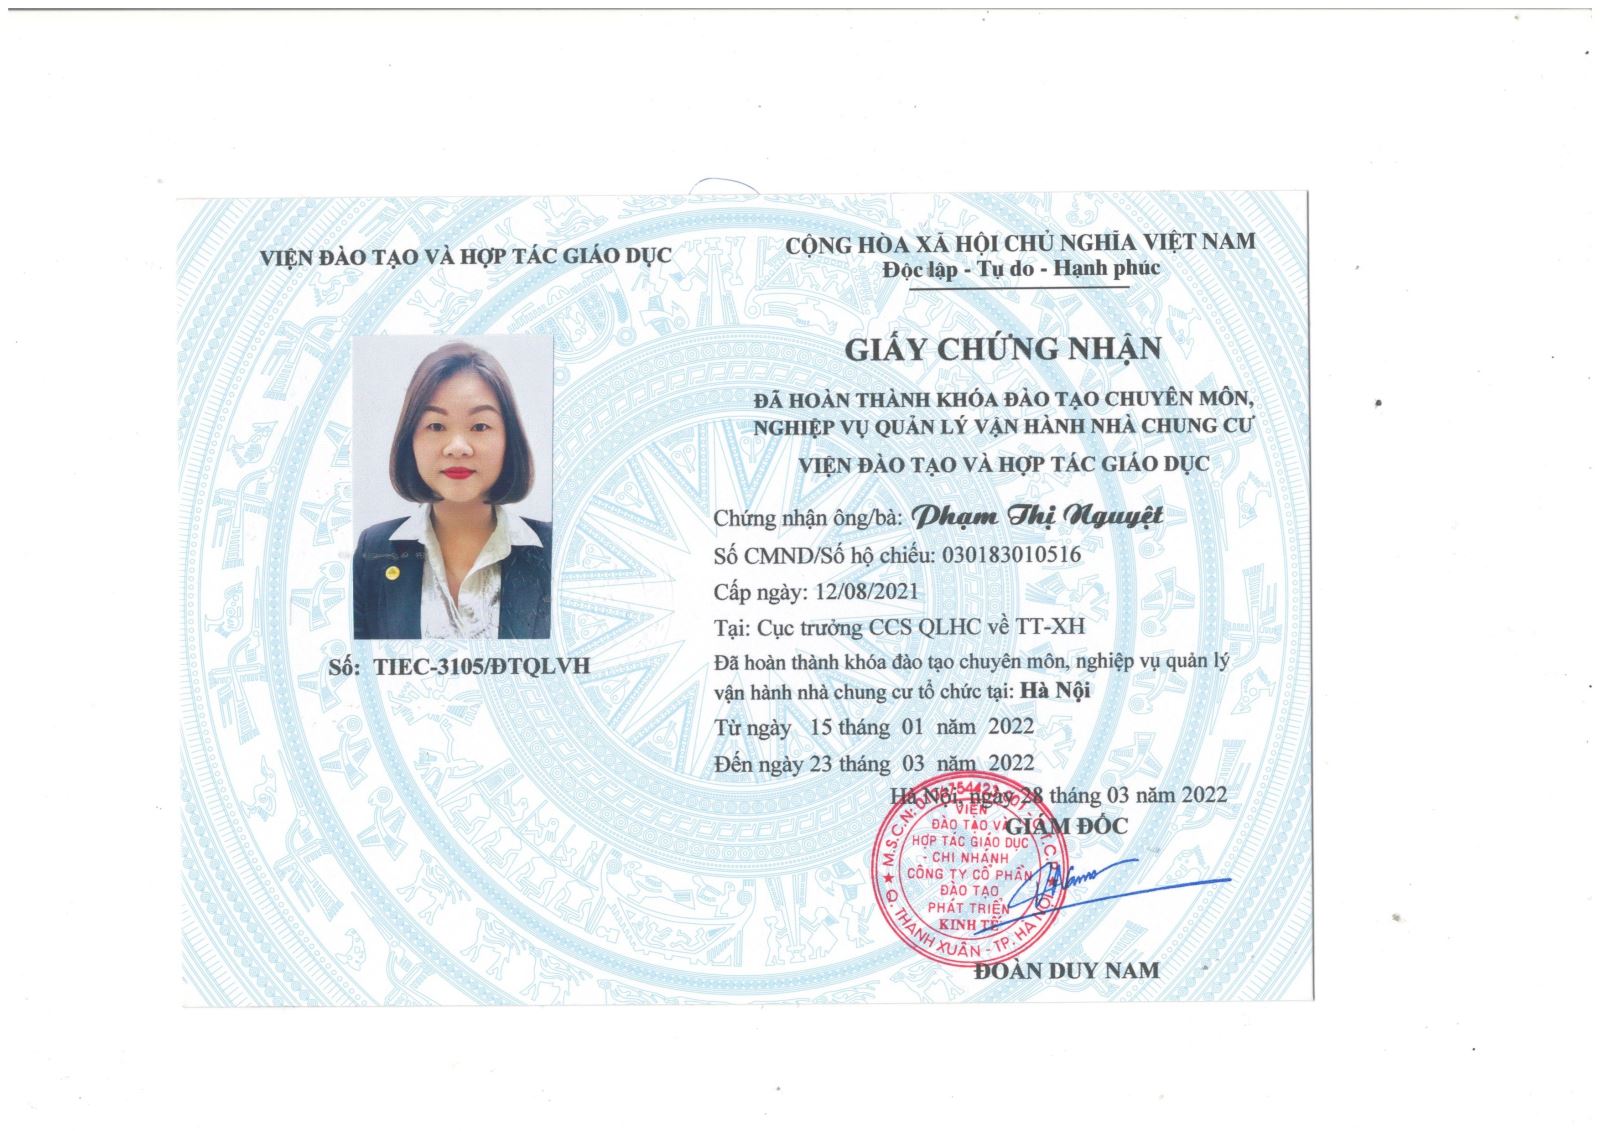 VIỆN ĐÀO TẠO VÀ HỢP TÁC GIÁO DỤC
CỘNG HÒA XÃ HỘI CHỦ NGHĨA VIỆT NAM
Độc lập - Tự do - Hạnh phúc
GIẤY CHỨNG NHẬN
ĐÃ HOÀN THÀNH KHÓA ĐÀO TẠO CHUYÊN MÔN,
NGHIỆP VỤ QUẢN LÝ VẬN HÀNH NHÀ CHUNG CƯ
VIỆN ĐÀO TẠO VÀ HỢP TÁC GIÁO DỤC
Chứng nhận ông/bà: Phạm Thị Nguyệt
Số CMND/Số hộ chiếu: 030183010516
Cấp ngày: 12/08/2021
Tại: Cục trưởng CCS QLHC về TT-XH
Số: TIEC-3105/ĐTQLVH
Đã hoàn thành khóa đào tạo chuyên môn, nghiệp vụ quản lý
vận hành nhà chung cư tổ chức tại: Hà Nội
Từ ngày 15 tháng 01 năm 2022
Đến ngày 23 tháng 03 năm 2022
Hà Nội, ngày 28 tháng 03 năm 2022
GIÁM ĐỐC
M.S.C.N:
VIỆN
ĐÀO TẠO VÀ
HỢP TÁC GIÁO DỤC
- CHI NHÁNH
CÔNG TY CỔ PHẦN
ĐÀO TẠO
PHÁT TRIỂN
KINH TẾ
Q. THANH XUÂN - TP. HÀ NỘI
Nam
ĐOÀN DUY NAM